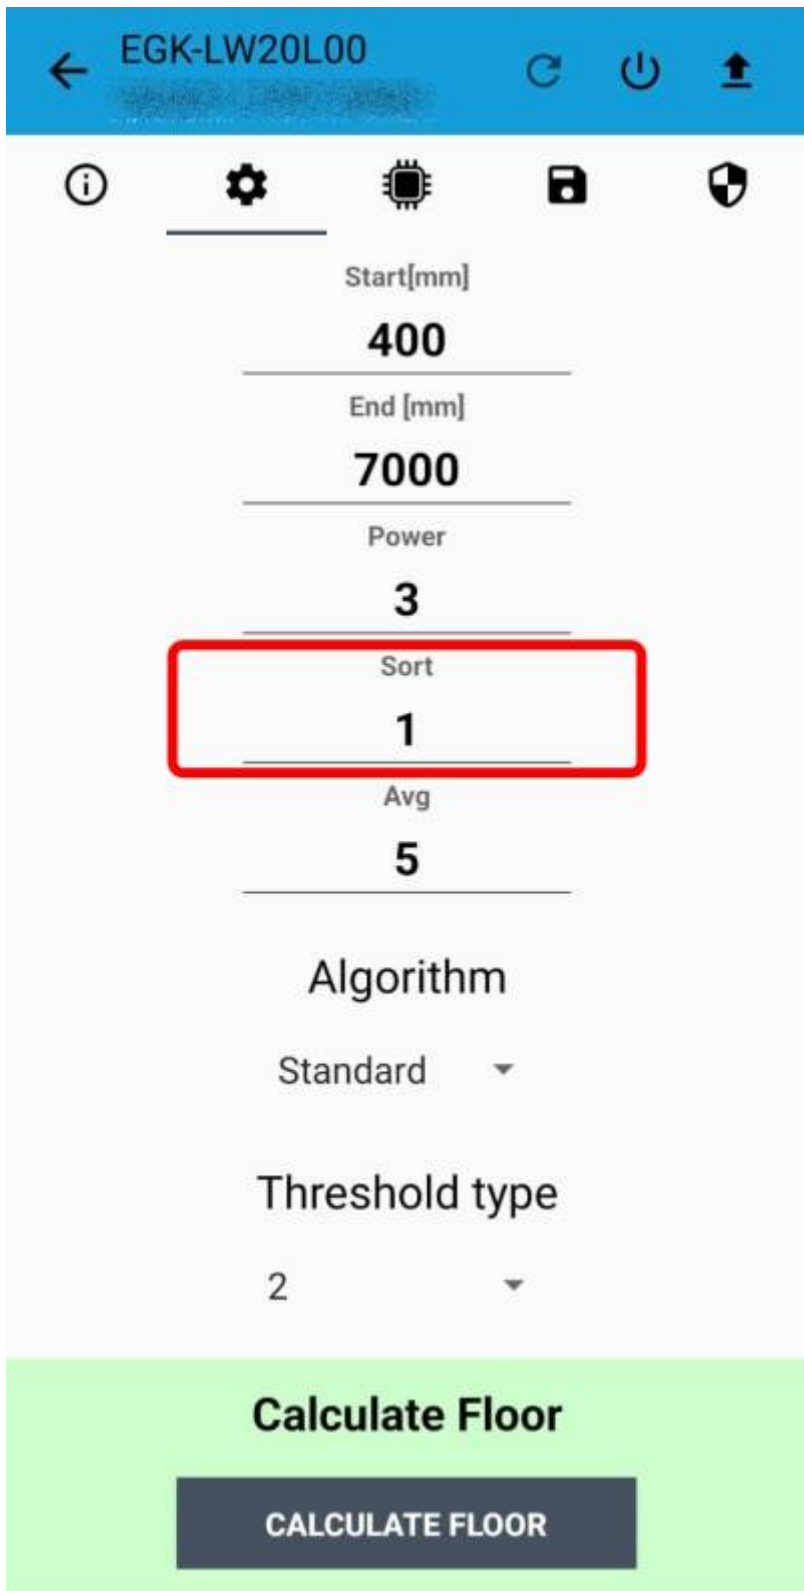 EGK-LW20L00
Start[mm]
400
End [mm]
7000
Power
3
Sort
1
Avg
5
Algorithm
Standard
Threshold type
2
Calculate Floor
CALCULATE FLOOR